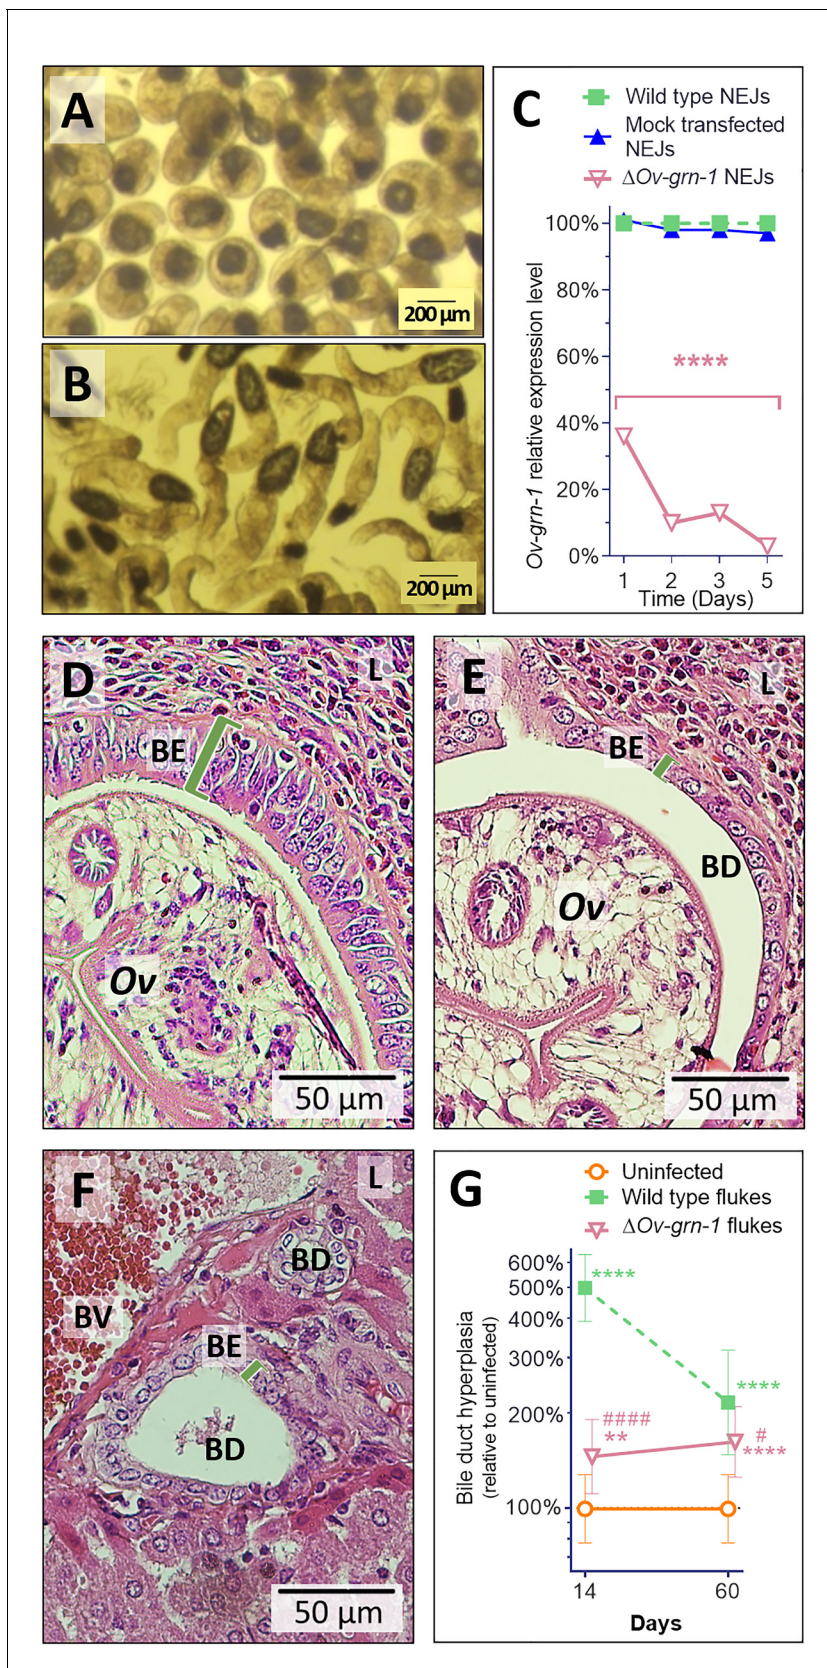 A
200 µm
B
200 µm
C
Wild type NEJs
Mock transfected
NEJs
ΔOv-grn-1 NEJs
Ov-grn-1 relative expression level
100%
80%
60%
40%
20%
0%
****
1 2 3 5
Time (Days)
D
L
BE
Ov
50 µm
E
L
BE
BD
Ov
50 µm
F
L
BD
BV
BE
BD
50 µm
G
Uninfected
Wild type flukes
ΔOv-grn-1 flukes
Bile duct hyperplasia
(relative to uninfected)
600%
500%
400%
300%
200%
100%
****
****
####
**
#
****
14 60
Days